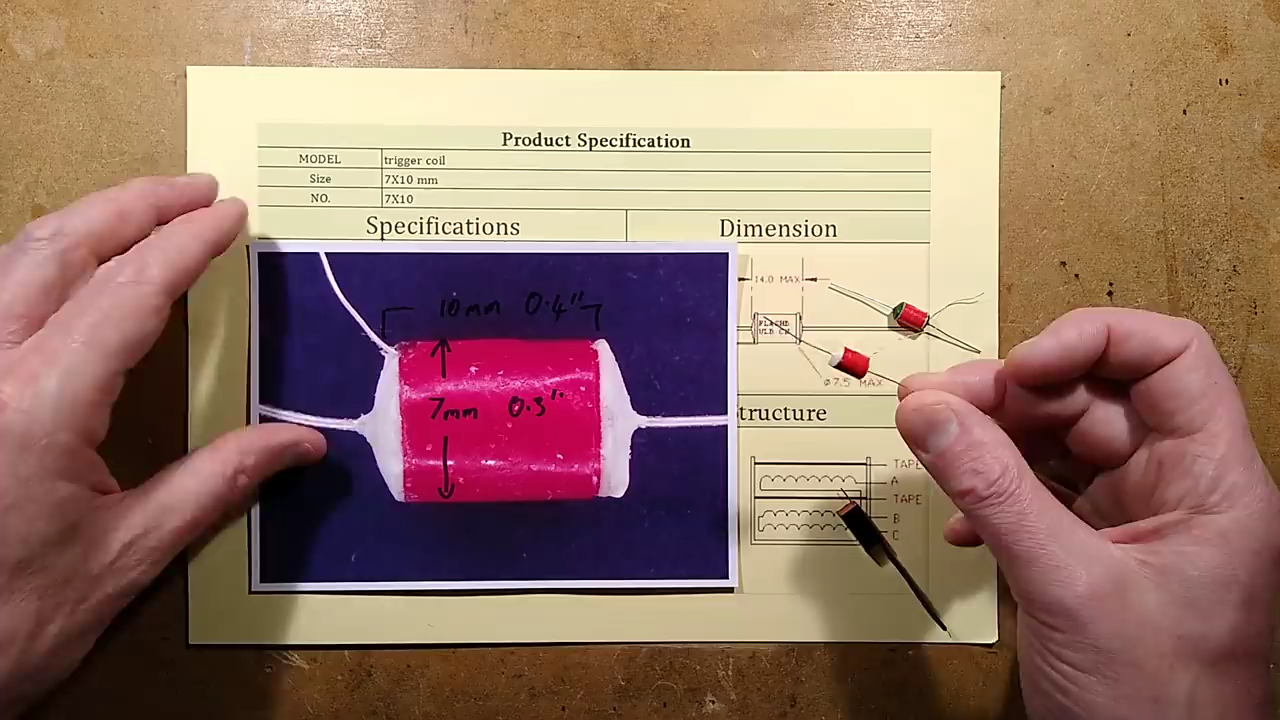 Product Specification
MODEL trigger coil
Size 7X10 mm
NO. 7X10
Specifications Dimension
14.0 MAX
10mm 0.4"
7mm 0.3"
ø7.5 MAX
tructure
TAPE
A
TAPE
B
C